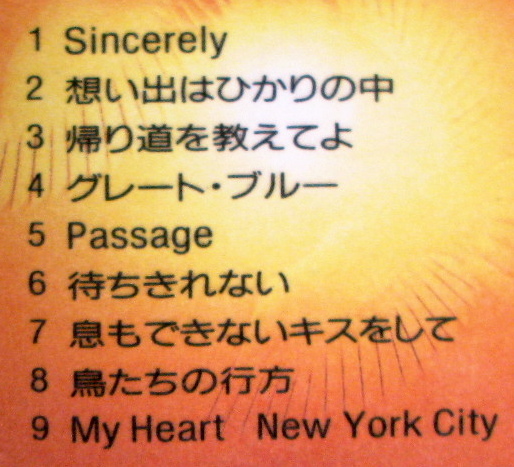 1 Sincerely
2 想い出はひかりの中
3 帰り道を教えてよ
4 グレート・ブルー
5 Passage
6 待ちきれない
7 息もできないキスをして
8 鳥たちの行方
9 My Heart New York City